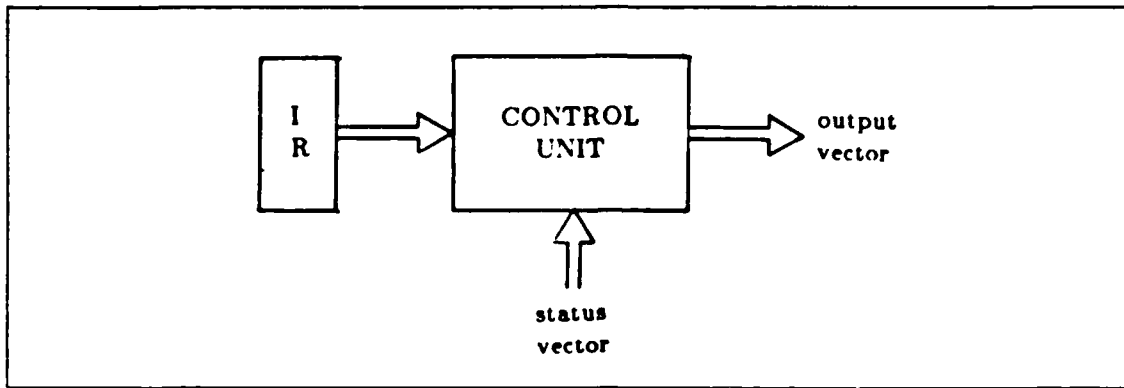 I
R
CONTROL
UNIT
output
vector
status
vector